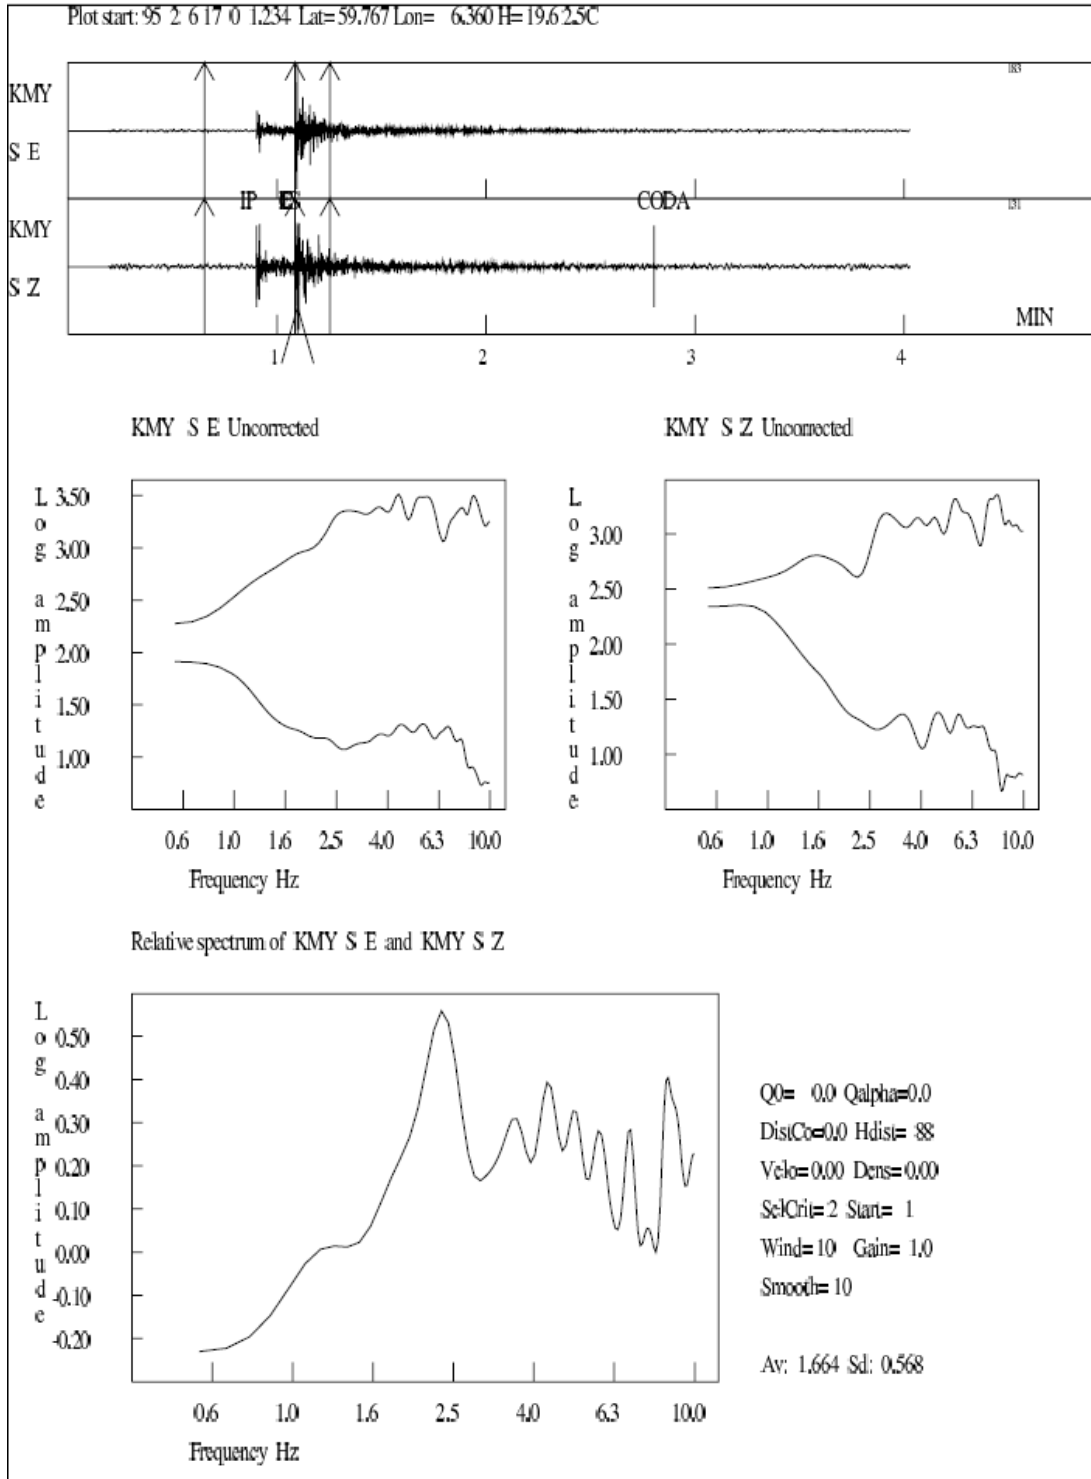 Plot start: 95 2 6 17 0 1.234 Lat= 59.767 Lon= 6.360 H= 19.6 2.5C
KMY
S E
183
IP ES CODA
KMY
S Z
131
MIN
1 2 3 4
KMY S E Uncorrected
Log amplitude
3.50
3.00
2.50
2.00
1.50
1.00
0.6 1.0 1.6 2.5 4.0 6.3 10.0
Frequency Hz
KMY S Z Uncorrected
Log amplitude
3.00
2.50
2.00
1.50
1.00
0.6 1.0 1.6 2.5 4.0 6.3 10.0
Frequency Hz
Relative spectrum of KMY S E and KMY S Z
Log amplitude
0.50
0.40
0.30
0.20
0.10
0.00
-0.10
-0.20
0.6 1.0 1.6 2.5 4.0 6.3 10.0
Frequency Hz
Q0= 0.0 Qalpha=0.0
DistCo=0.0 Hdist= 88
Velo=0.00 Dens=0.00
SelCrit= 2 Start= 1
Wind= 10 Gain= 1.0
Smooth= 10
Av: 1.664 Sd: 0.568